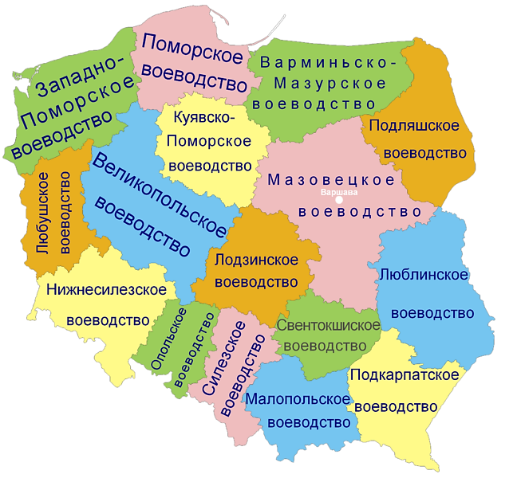 Поморское
воеводство
Западно-
Поморское
воеводство
Варминьско-
Мазурское
воеводство
Подляшское
воеводство
Куявско-
Поморское
воеводство
Мазовецкое
Варшава
воеводство
Великопольское
воеводство
Любушское
воеводство
Лодзинское
воеводство
Люблинское
воеводство
Нижнесилезское
воеводство
Опольское
воеводство
Силезское
воеводство
Свентокшиское
воеводство
Малопольское
воеводство
Подкарпатское
воеводство